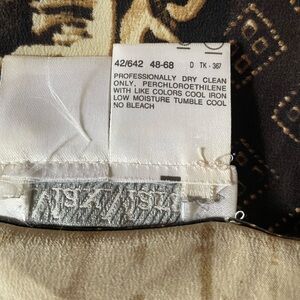 42/642 48-68 D TK - 367
PROFESSIONALLY DRY CLEAN
ONLY, PERCHLOROETHILENE
WITH LIKE COLORS COOL IRON
LOW MOISTURE TUMBLE COOL
NO BLEACH